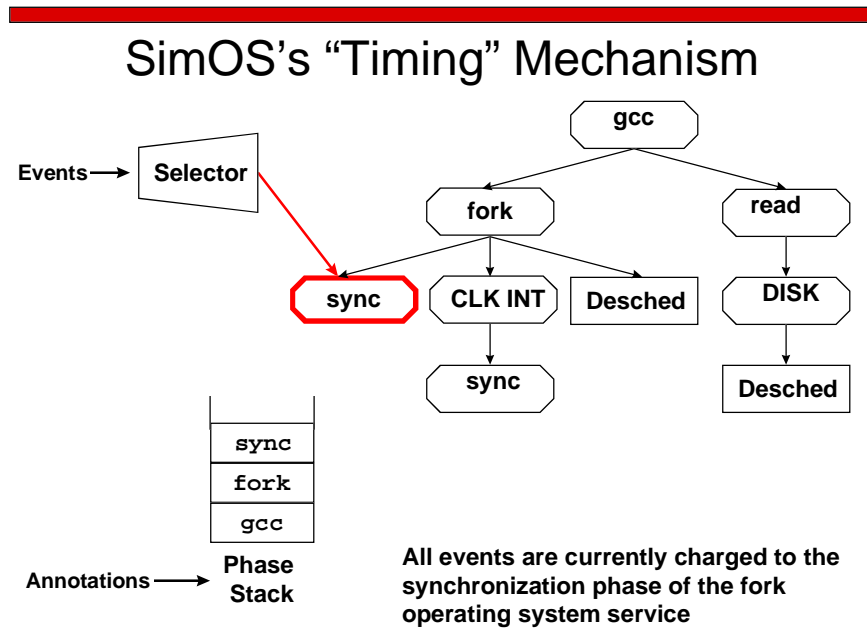 SimOS's “Timing” Mechanism
gcc
Events
Selector
fork
read
sync
CLK INT
Desched
DISK
sync
Desched
sync
fork
gcc
Annotations
Phase
Stack
All events are currently charged to the
synchronization phase of the fork
operating system service